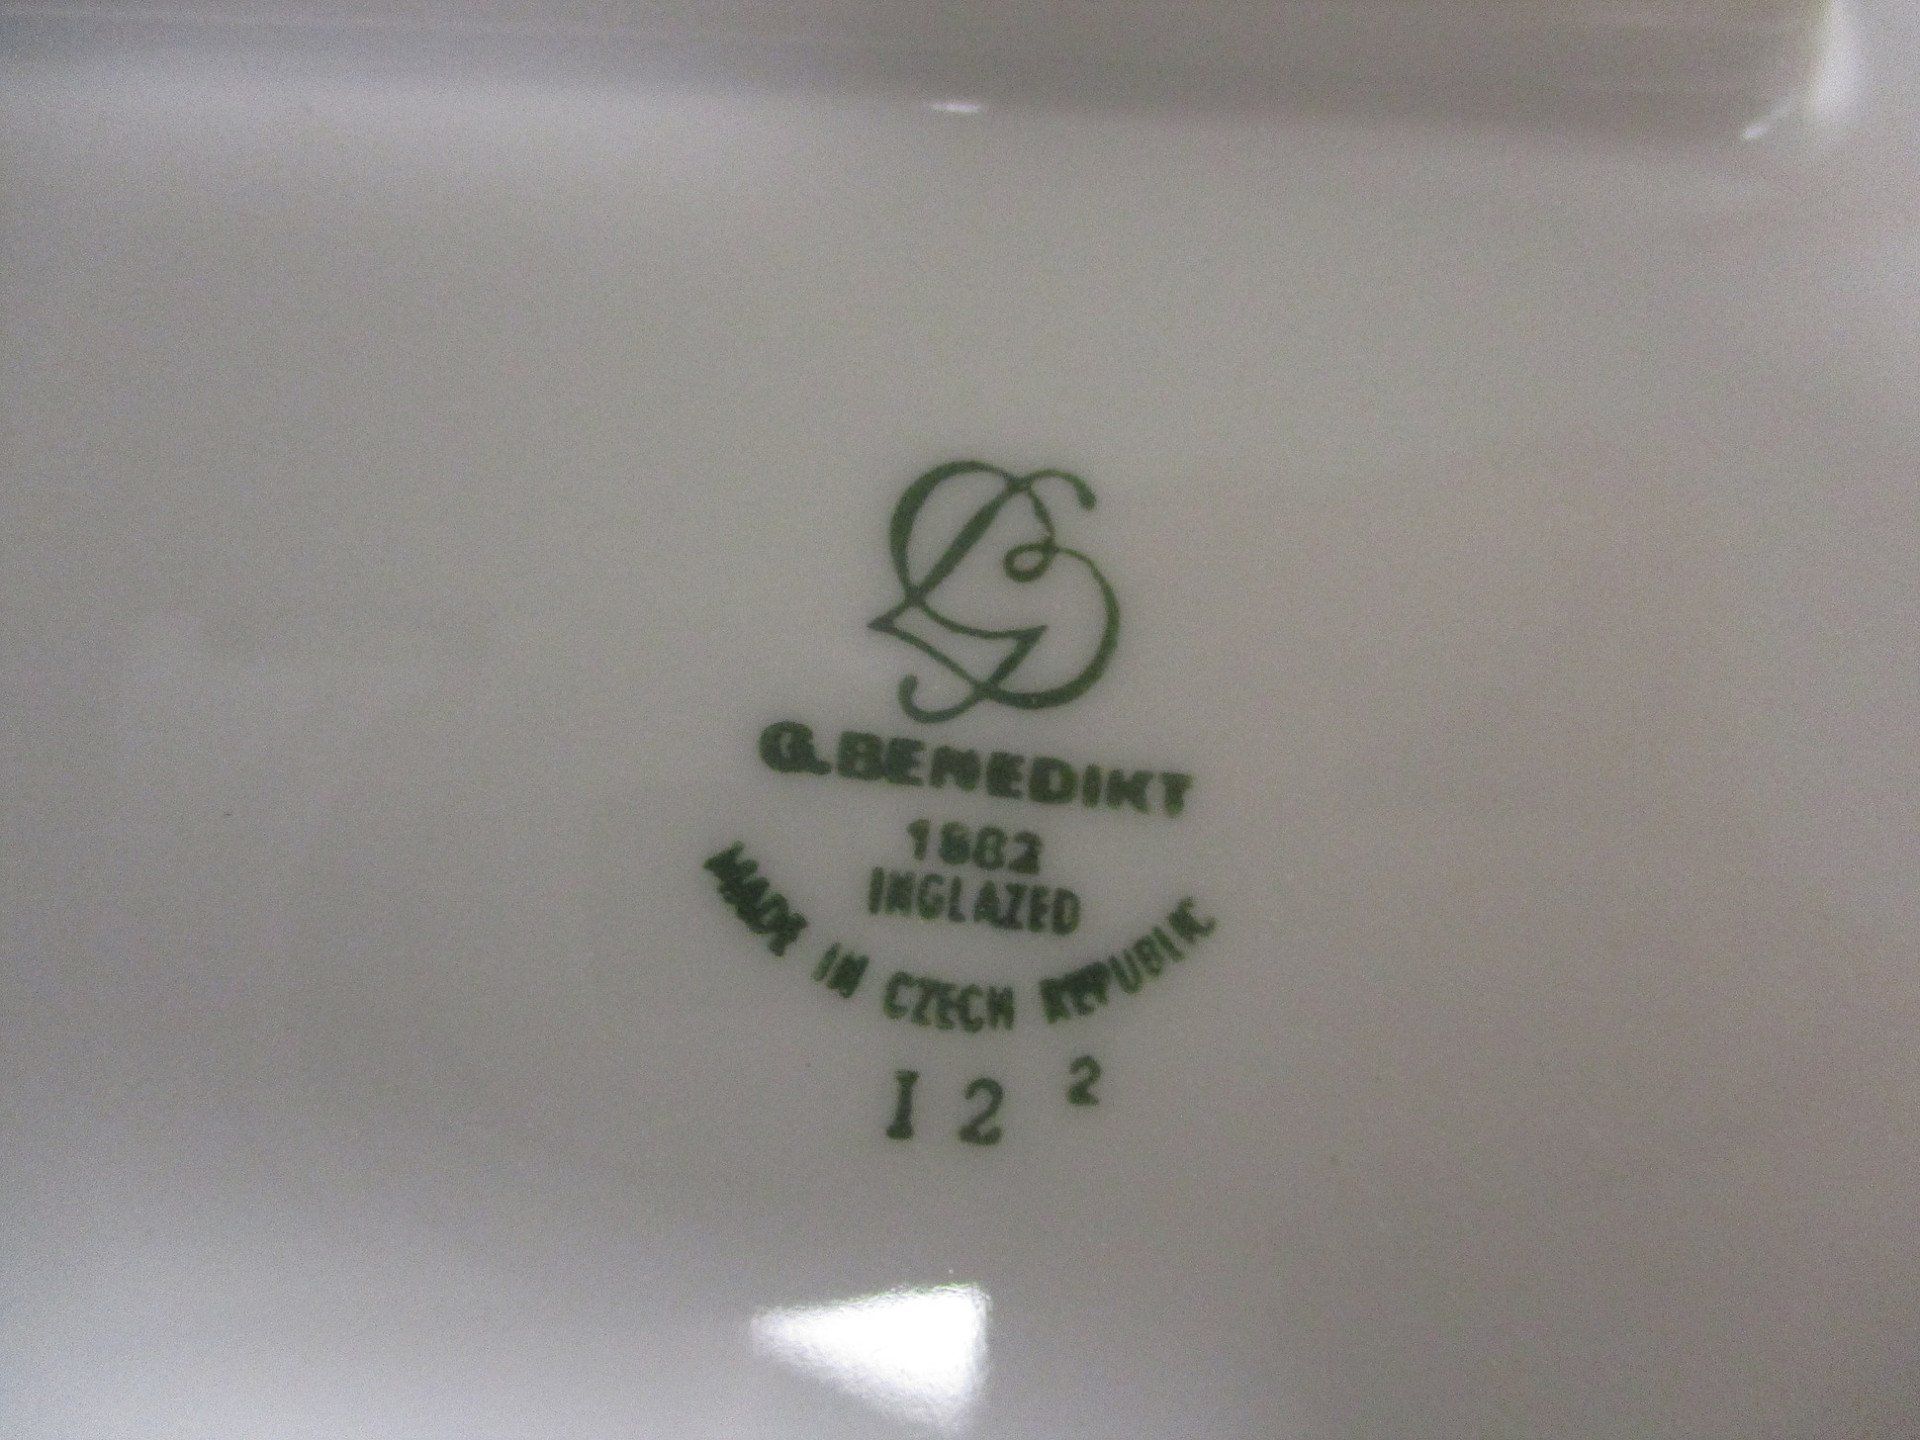 G.BENEDIKT
1882
INGLAZED
MADE IN CZECH REPUBLIC
I 2 2